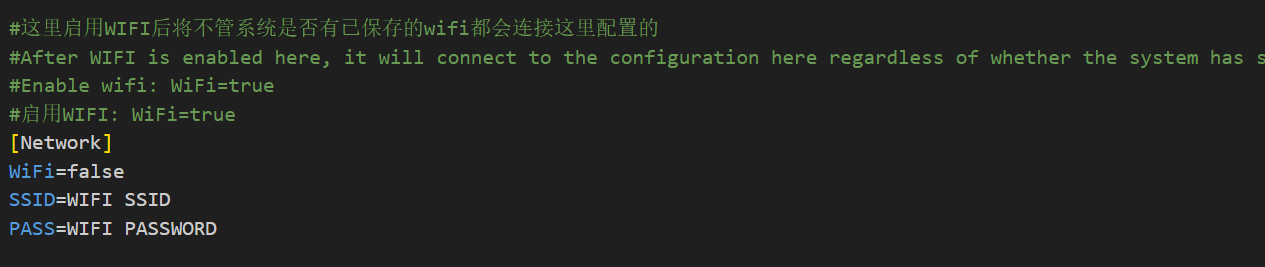 #这里启用WIFI后将不管系统是否有已保存的wifi都会连接这里配置的
#After WIFI is enabled here, it will connect to the configuration here regardless of whether the system has s
#Enable wifi: WiFi=true
#启用WIFI: WiFi=true
[Network]
WiFi=false
SSID=WIFI SSID
PASS=WIFI PASSWORD